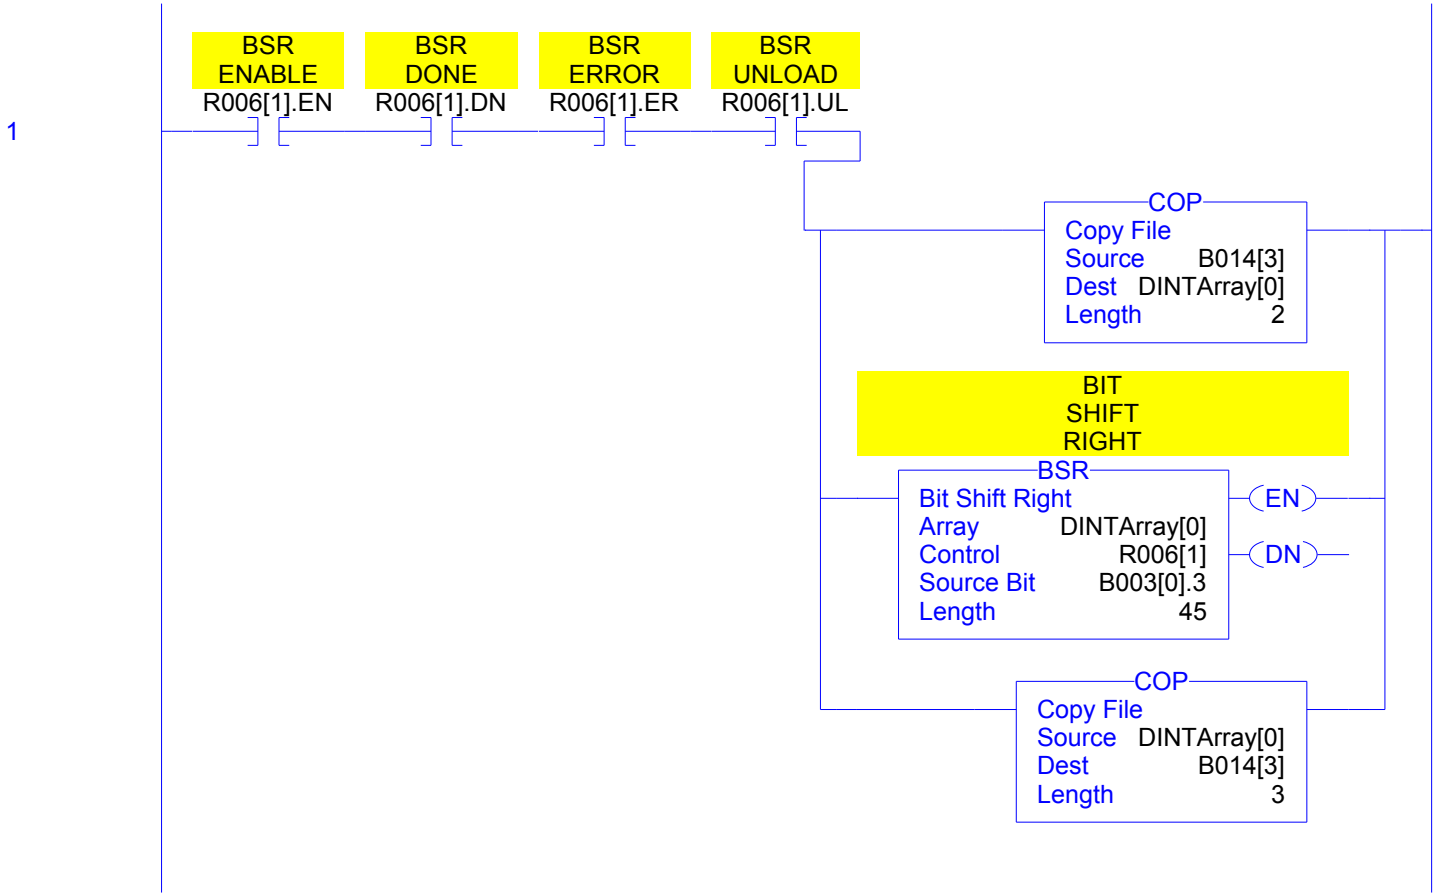 BSR BSR BSR BSR
ENABLE DONE ERROR UNLOAD
R006[1].EN R006[1].DN R006[1].ER R006[1].UL
1
COP
Copy File
Source B014[3]
Dest DINTArray[0]
Length 2
BIT
SHIFT
RIGHT
BSR
Bit Shift Right EN
Array DINTArray[0]
Control R006[1] DN
Source Bit B003[0].3
Length 45
COP
Copy File
Source DINTArray[0]
Dest B014[3]
Length 3